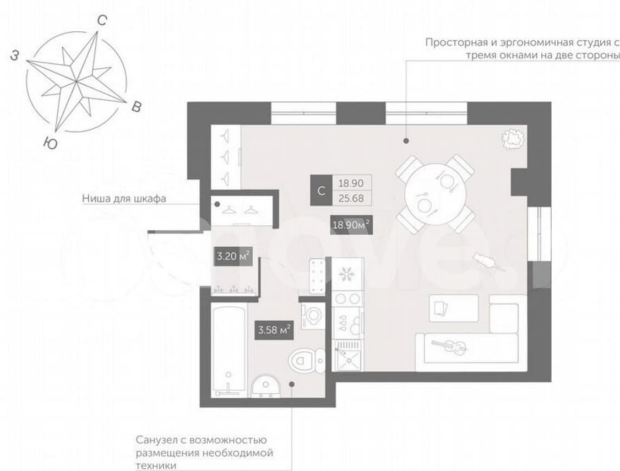 С
З
В
Ю
Просторная и эргономичная студия с
тремя окнами на две стороны
Ниша для шкафа
С
18.90
25.68
18.90м²
3.20 м²
3.58 м²
Санузел с возможностью
размещения необходимой
техники